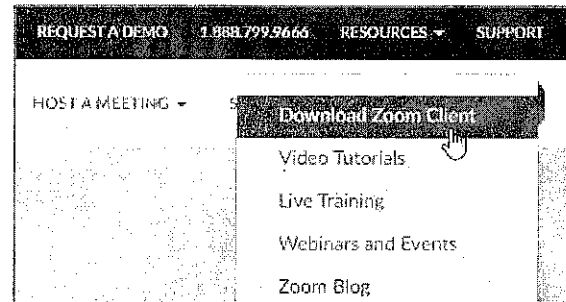 REQUEST A DEMO 1.888.799.9666 RESOURCES SUPPORT
HOST A MEETING
Download Zoom Client
Video Tutorials
Live Training
Webinars and Events
Zoom Blog